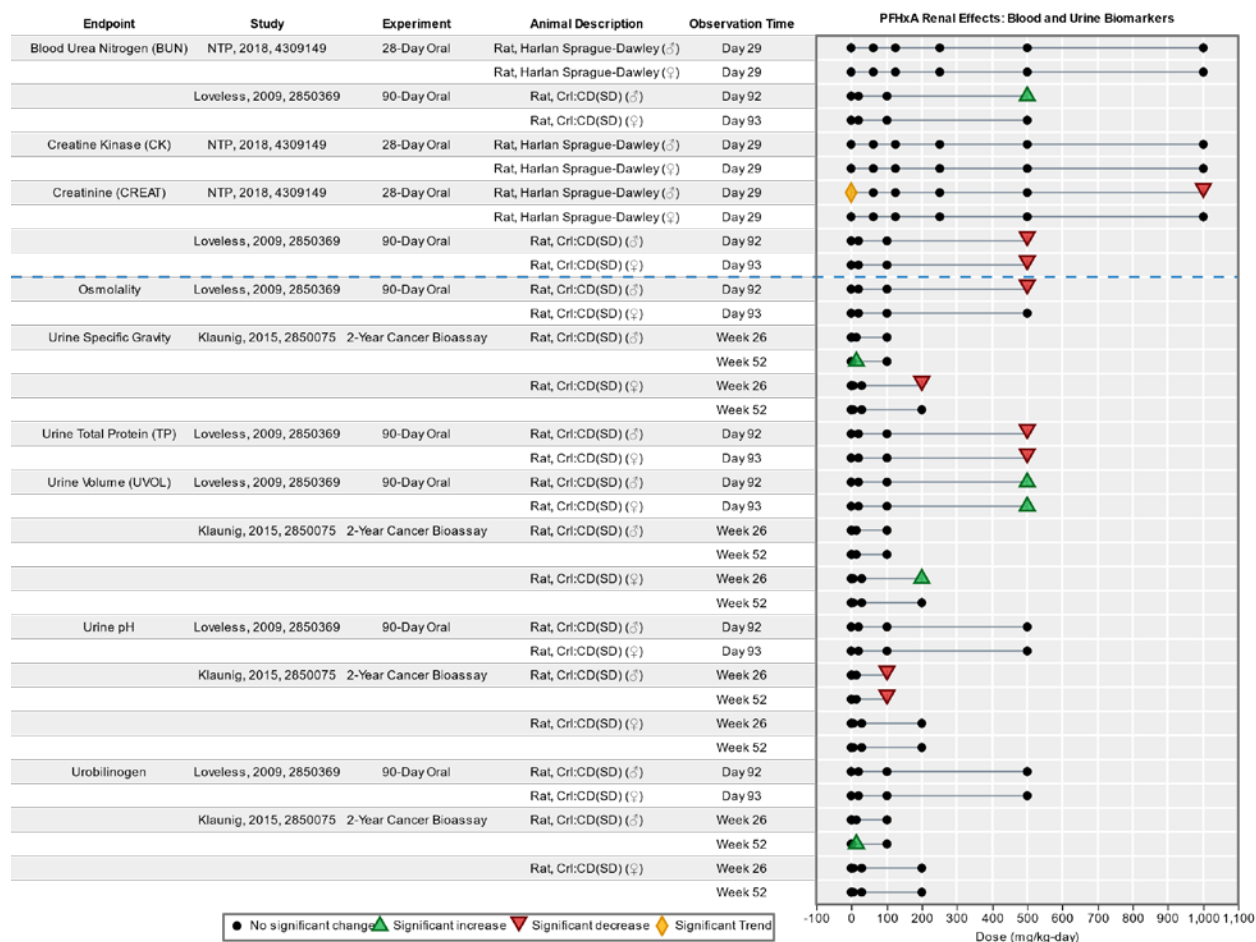 Endpoint Study Experiment Animal Description Observation Time PFHxA Renal Effects: Blood and Urine Biomarkers
Blood Urea Nitrogen (BUN) NTP, 2018, 4309149 28-Day Oral Rat, Harlan Sprague-Dawley (♂) Day 29
Rat, Harlan Sprague-Dawley (♀) Day 29
Loveless, 2009, 2850369 90-Day Oral Rat, Crl:CD(SD) (♂) Day 92
Rat, Crl:CD(SD) (♀) Day 93
Creatine Kinase (CK) NTP, 2018, 4309149 28-Day Oral Rat, Harlan Sprague-Dawley (♂) Day 29
Rat, Harlan Sprague-Dawley (♀) Day 29
Creatinine (CREAT) NTP, 2018, 4309149 28-Day Oral Rat, Harlan Sprague-Dawley (♂) Day 29
Rat, Harlan Sprague-Dawley (♀) Day 29
Loveless, 2009, 2850369 90-Day Oral Rat, Crl:CD(SD) (♂) Day 92
Rat, Crl:CD(SD) (♀) Day 93
Osmolality Loveless, 2009, 2850369 90-Day Oral Rat, Crl:CD(SD) (♂) Day 92
Rat, Crl:CD(SD) (♀) Day 93
Urine Specific Gravity Klaunig, 2015, 2850075 2-Year Cancer Bioassay Rat, Crl:CD(SD) (♂) Week 26
Week 52
Rat, Crl:CD(SD) (♀) Week 26
Week 52
Urine Total Protein (TP) Loveless, 2009, 2850369 90-Day Oral Rat, Crl:CD(SD) (♂) Day 92
Rat, Crl:CD(SD) (♀) Day 93
Urine Volume (UVOL) Loveless, 2009, 2850369 90-Day Oral Rat, Crl:CD(SD) (♂) Day 92
Rat, Crl:CD(SD) (♀) Day 93
Klaunig, 2015, 2850075 2-Year Cancer Bioassay Rat, Crl:CD(SD) (♂) Week 26
Week 52
Rat, Crl:CD(SD) (♀) Week 26
Week 52
Urine pH Loveless, 2009, 2850369 90-Day Oral Rat, Crl:CD(SD) (♂) Day 92
Rat, Crl:CD(SD) (♀) Day 93
Klaunig, 2015, 2850075 2-Year Cancer Bioassay Rat, Crl:CD(SD) (♂) Week 26
Week 52
Rat, Crl:CD(SD) (♀) Week 26
Week 52
Urobilinogen Loveless, 2009, 2850369 90-Day Oral Rat, Crl:CD(SD) (♂) Day 92
Rat, Crl:CD(SD) (♀) Day 93
Klaunig, 2015, 2850075 2-Year Cancer Bioassay Rat, Crl:CD(SD) (♂) Week 26
Week 52
Rat, Crl:CD(SD) (♀) Week 26
Week 52
-100 0 100 200 300 400 500 600 700 800 900 1,000 1,100
No significant change Significant increase Significant decrease Significant Trend
Dose (mg/kg-day)